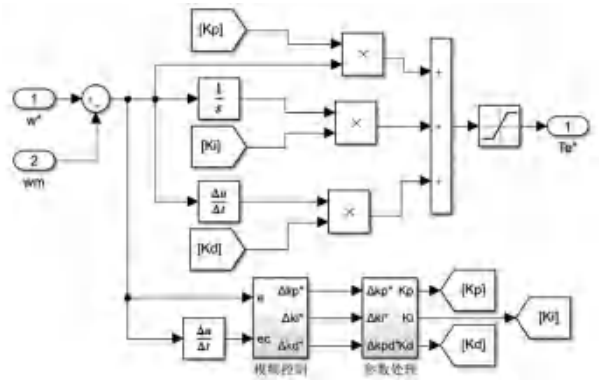 [Kp]
×
1
s
1
w*
[Ki]
×
2
wm
Δu
Δt
[Kd]
×
+
+
+
1
Te*
e
ec
Δkp*
Δki*
Δkd*
模糊控制
Δkp*
Δki*
Δkpd*
Kp
Ki
Kd
参数处理
[Kp]
[Ki]
[Kd]
Δu
Δt